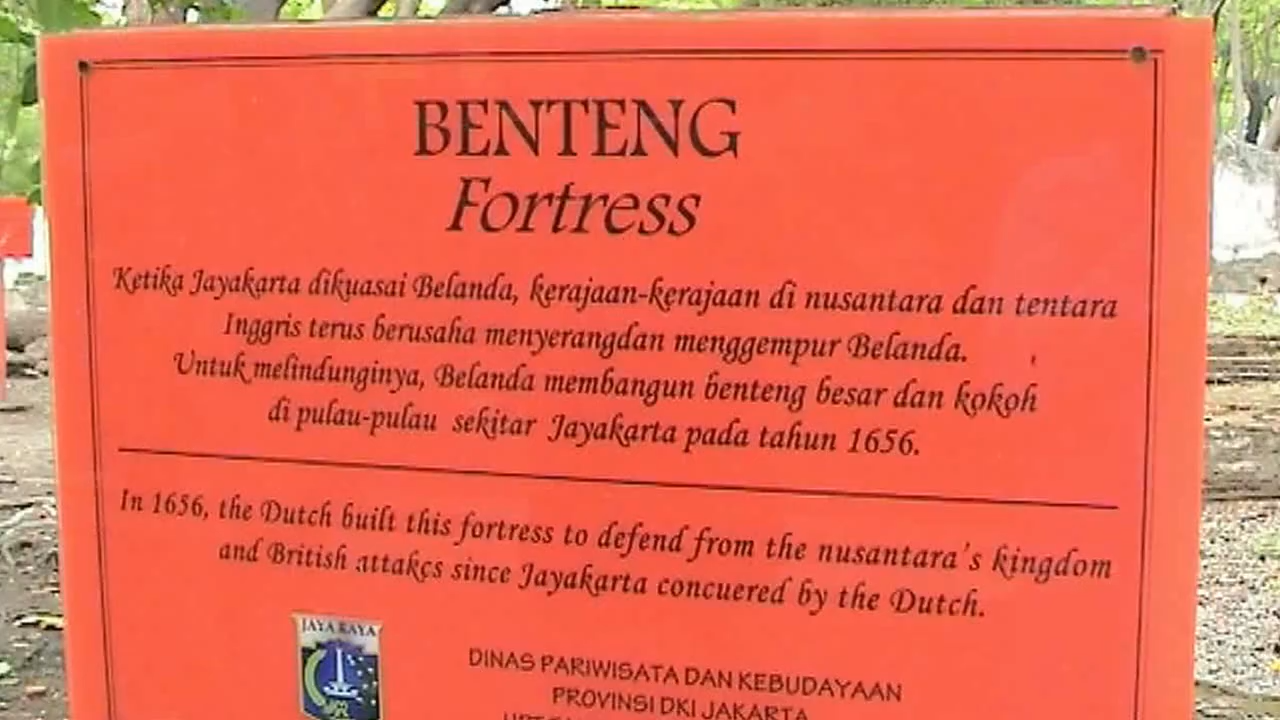 BENTENG
Fortress
Ketika Jayakarta dikuasai Belanda, kerajaan-kerajaan di nusantara dan tentara
Inggris terus berusaha menyerangdan menggempur Belanda.
Untuk melindunginya, Belanda membangun benteng besar dan kokoh
di pulau-pulau sekitar Jayakarta pada tahun 1656.
In 1656, the Dutch built this fortress to defend from the nusantara's kingdom
and British attakcs since Jayakarta concuered by the Dutch.
JAYA RAYA
DINAS PARIWISATA DAN KEBUDAYAAN
PROVINSI DKI JAKARTA